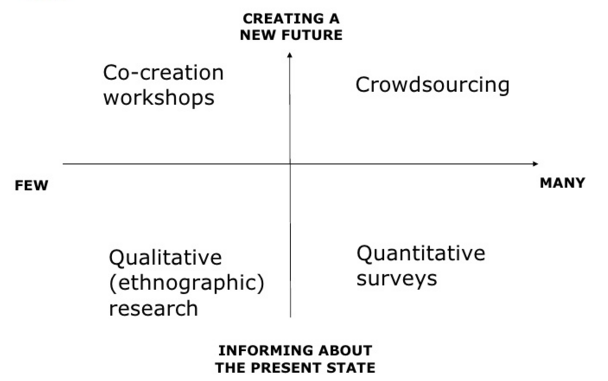 CREATING A
NEW FUTURE
Co-creation
workshops
Crowdsourcing
FEW
MANY
Qualitative
(ethnographic)
research
Quantitative
surveys
INFORMING ABOUT
THE PRESENT STATE